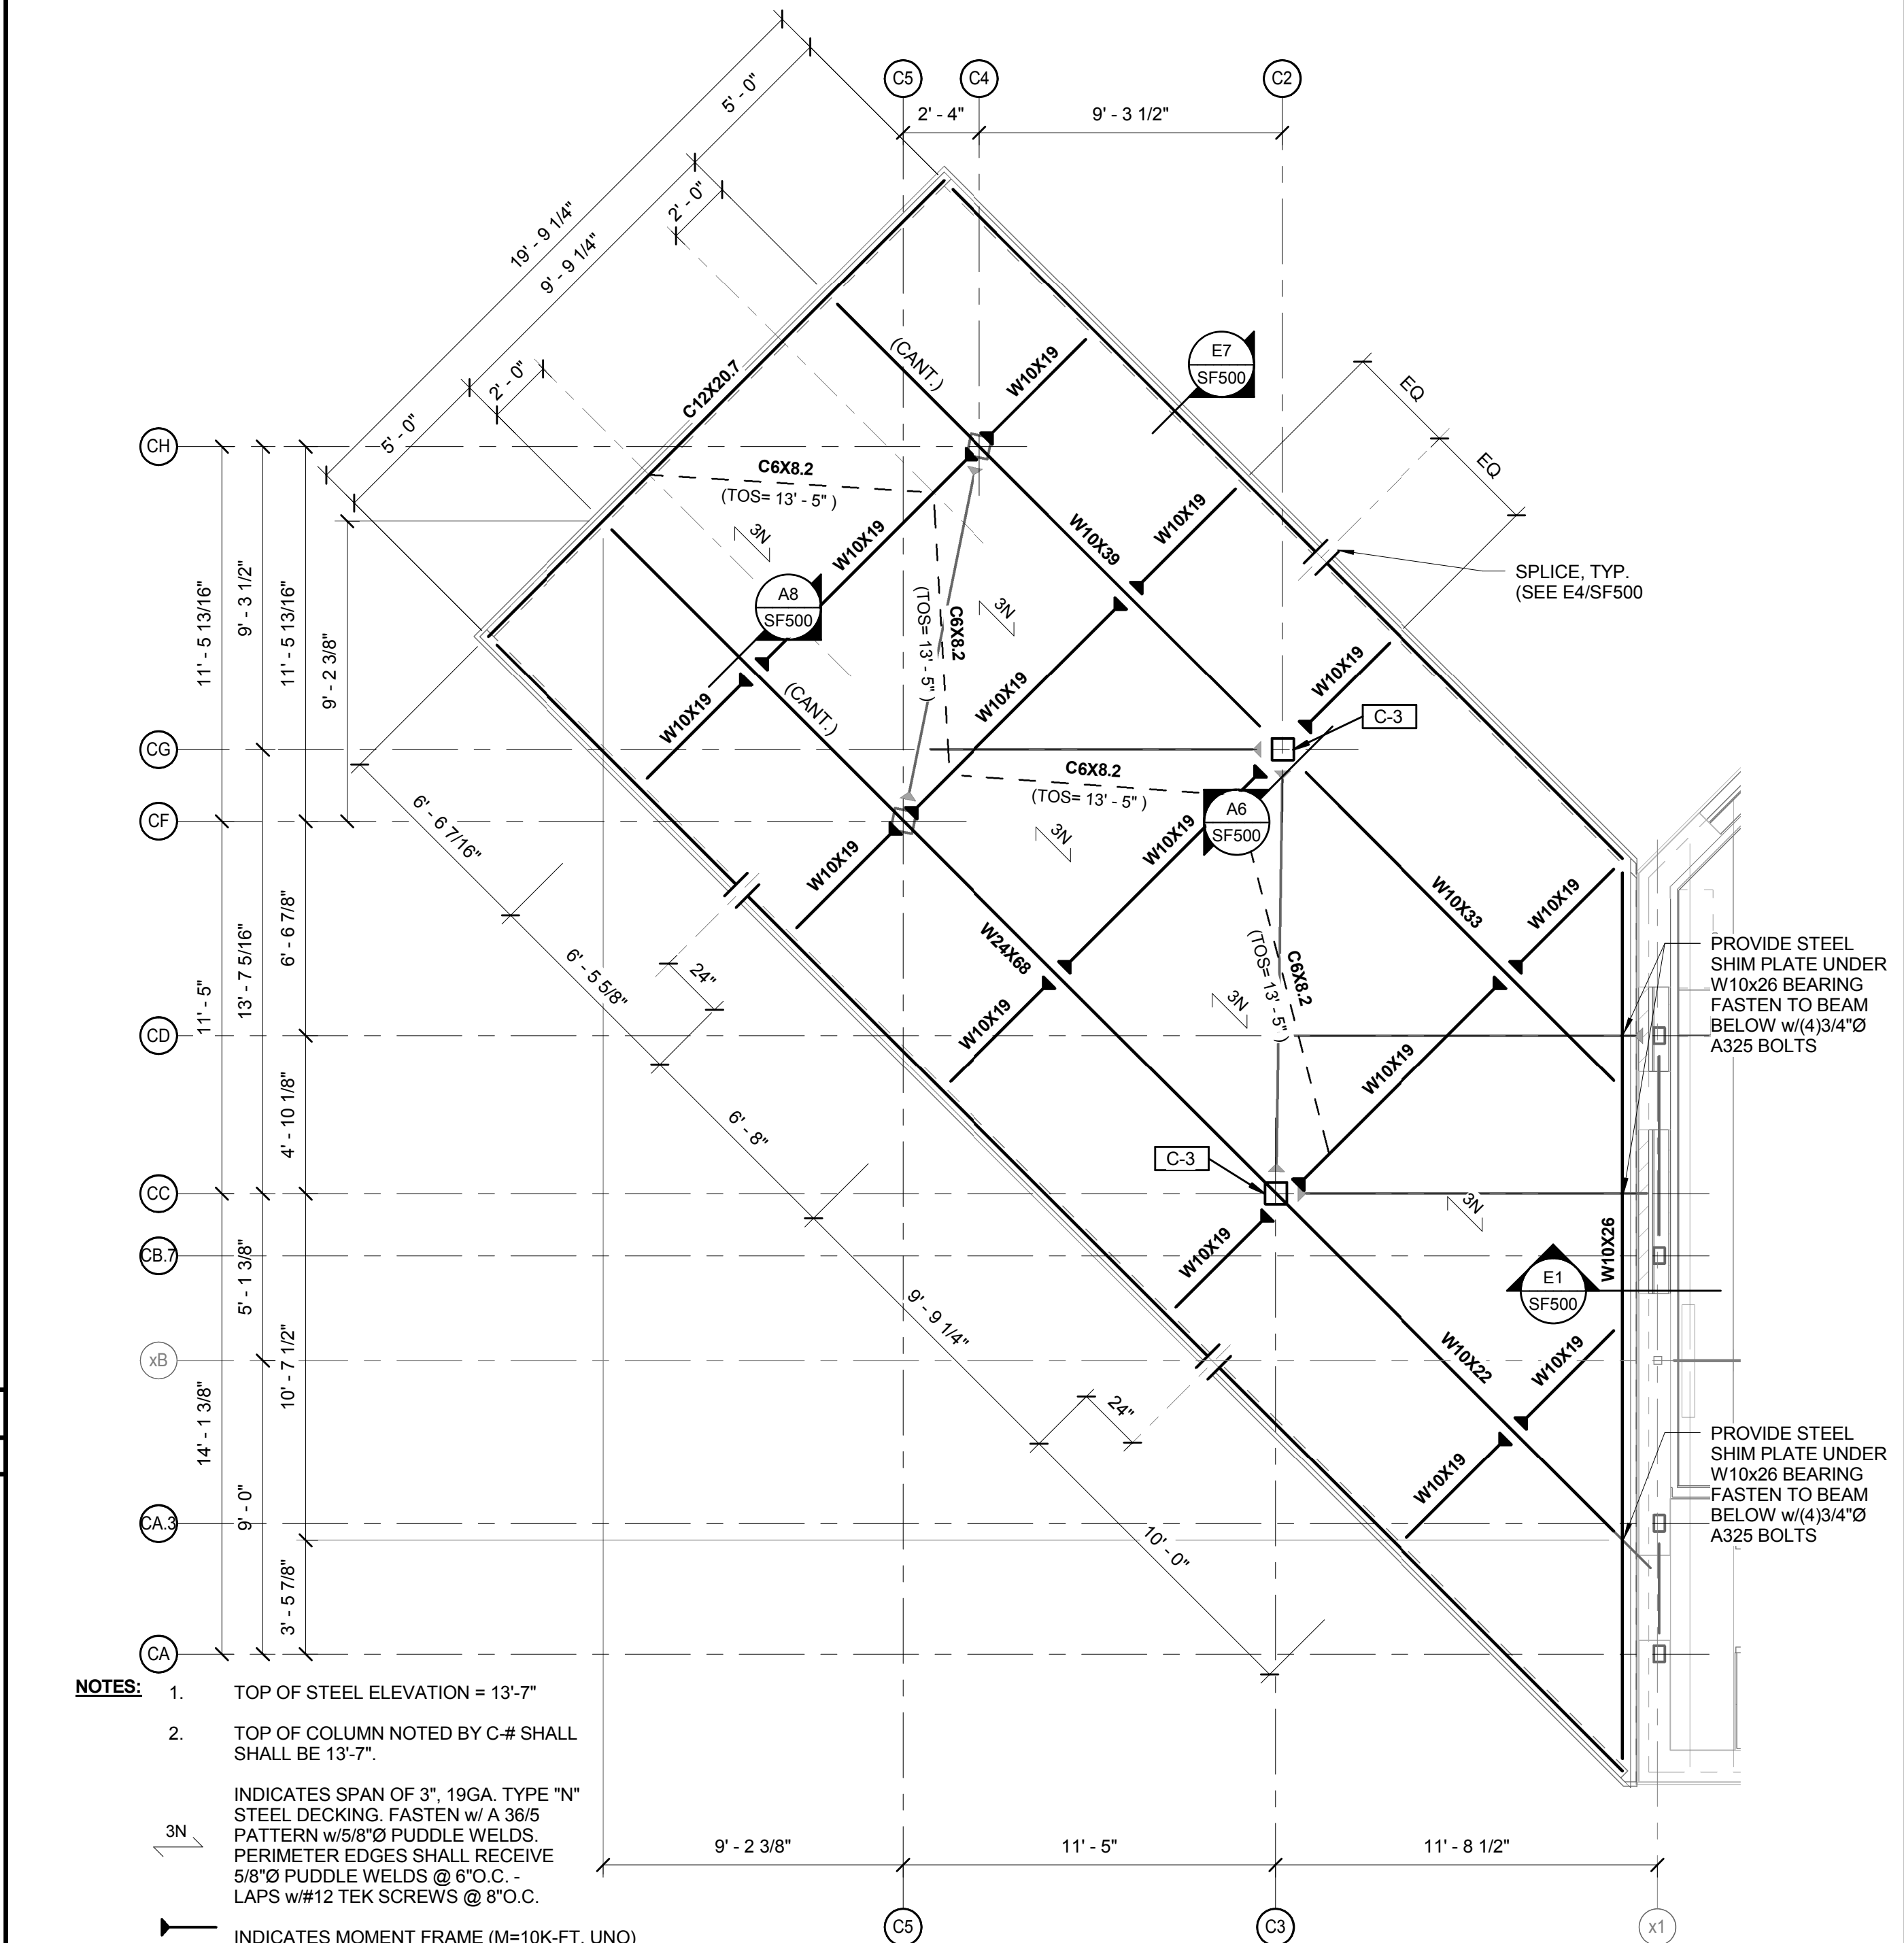 C5
C4
C2
2' - 4"
9' - 3 1/2"
5' - 0"
2' - 0"
19' - 9 1/4"
9' - 9 1/4"
2' - 0"
5' - 0"
C12X20.7
(CANT.)
W10X19
E7
SF500
EQ
EQ
CH
C6X8.2
(TOS= 13' - 5" )
3N
W10X19
W10X39
W10X19
SPLICE, TYP.
(SEE E4/SF500
11' - 5 13/16"
9' - 3 1/2"
11' - 5 13/16"
9' - 2 3/8"
A8
SF500
(TOS= 13' - 5" )
C6X8.2
3N
W10X19
(CANT.)
W10X19
W10X19
C-3
CG
C6X8.2
(TOS= 13' - 5" )
CF
6' - 6 7/16"
3N
A6
SF500
W10X19
W10X19
W10X33
W10X19
11' - 5"
13' - 7 5/16"
6' - 6 7/8"
6' - 5 5/8"
24"
W24X68
W10X19
(TOS= 13' - 5" )
C6X8.2
3N
PROVIDE STEEL
SHIM PLATE UNDER
W10x26 BEARING
FASTEN TO BEAM
BELOW w/(4)3/4"Ø
A325 BOLTS
CD
W10X19
4' - 10 1/8"
6' - 8"
C-3
CC
3N
W10X19
W10X26
CB.7
5' - 1 3/8"
E1
SF500
9' - 9 1/4"
xB
10' - 7 1/2"
14' - 1 3/8"
W10X22
W10X19
24"
W10X19
PROVIDE STEEL
SHIM PLATE UNDER
W10x26 BEARING
FASTEN TO BEAM
BELOW w/(4)3/4"Ø
A325 BOLTS
CA.3
9' - 0"
10' - 0"
3' - 5 7/8"
CA
NOTES:
1. TOP OF STEEL ELEVATION = 13'-7"
2. TOP OF COLUMN NOTED BY C-# SHALL
SHALL BE 13'-7".
INDICATES SPAN OF 3", 19GA. TYPE "N"
STEEL DECKING. FASTEN w/ A 36/5
3N PATTERN w/5/8"Ø PUDDLE WELDS.
PERIMETER EDGES SHALL RECEIVE
5/8"Ø PUDDLE WELDS @ 6"O.C. -
LAPS w/#12 TEK SCREWS @ 8"O.C.
INDICATES MOMENT FRAME (M=10K-FT, UNO)
9' - 2 3/8"
11' - 5"
11' - 8 1/2"
C5
C3
x1